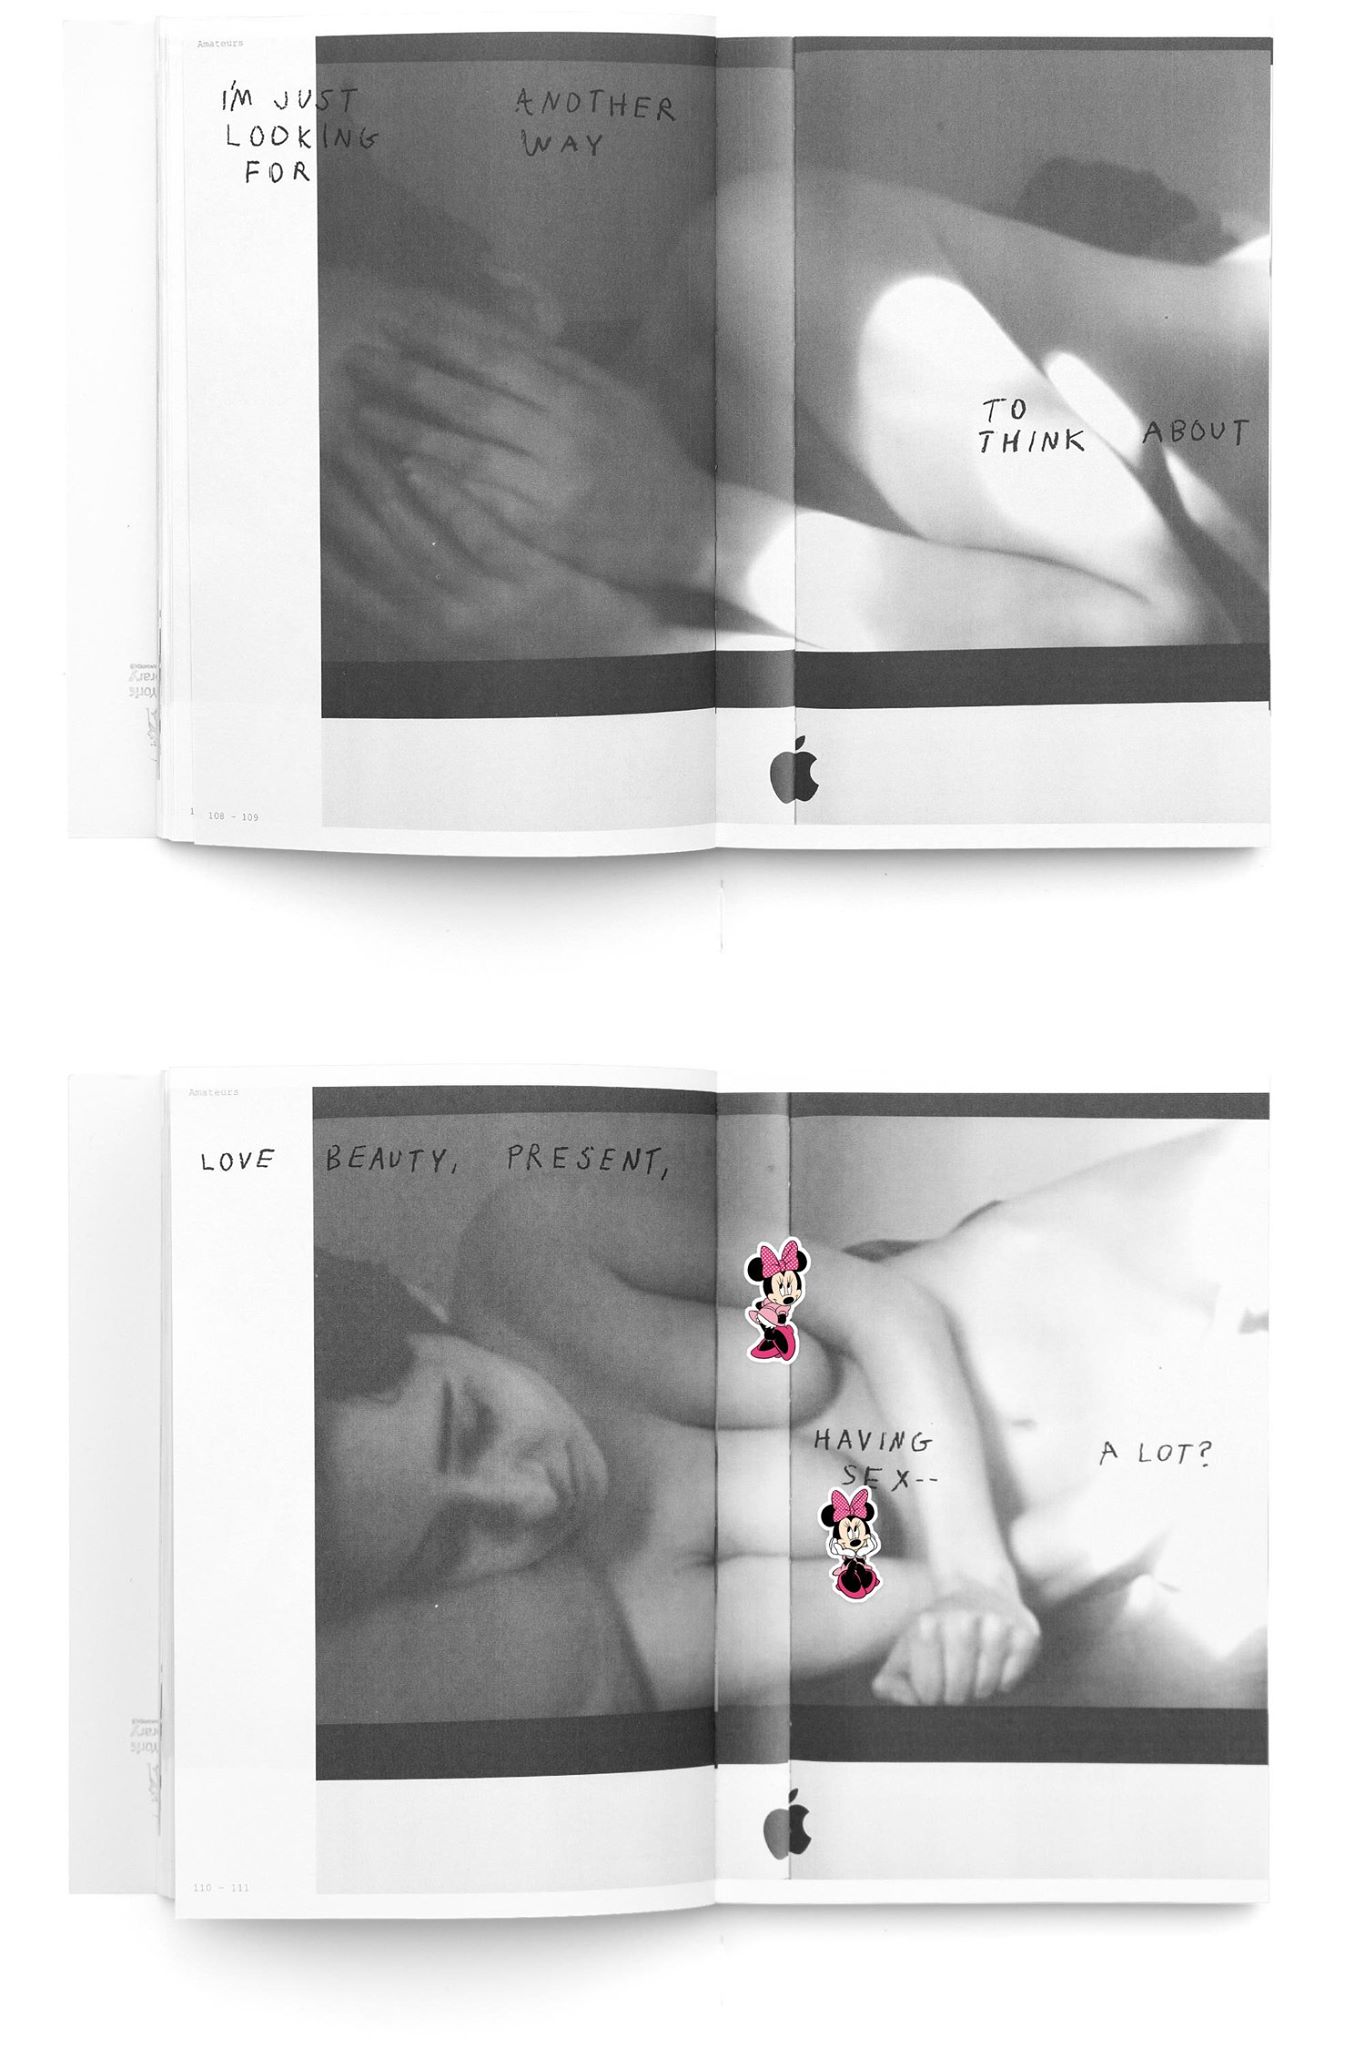 Amateurs
I'M JUST
LOOKING
FOR
ANOTHER
WAY
TO
THINK ABOUT
108 - 109
Amateurs
LOVE BEAUTY, PRESENT,
HAVING
SEX--
A LOT?
110 - 111